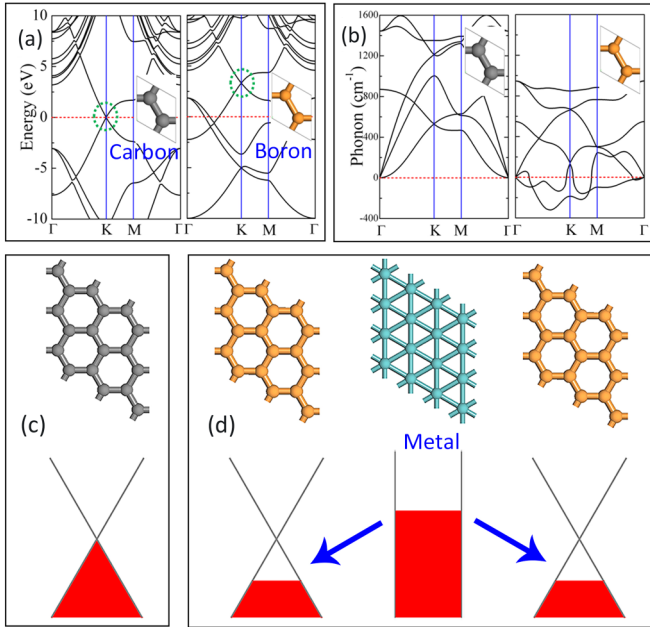 (a)
Energy (eV)
10
5
0
-5
-10
Carbon
Boron
Γ K M Γ
Γ K M Γ
(b)
Phonon (cm⁻¹)
1600
1200
800
400
0
-400
Γ K M Γ
Γ K M Γ
(c)
(d)
Metal